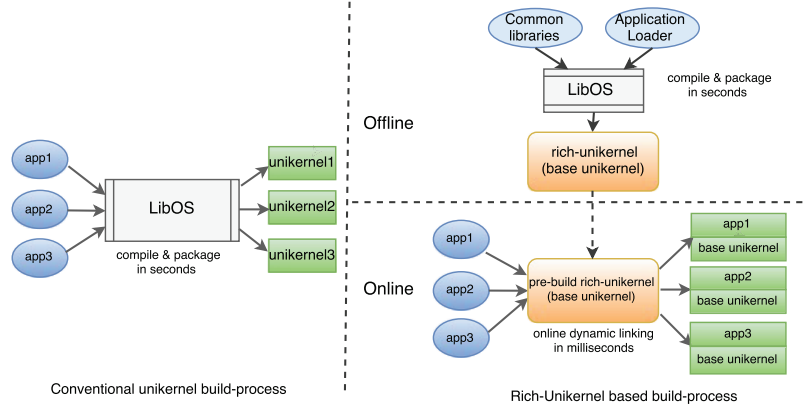 app1
app2
app3
LibOS
compile & package
in seconds
unikernel1
unikernel2
unikernel3
Conventional unikernel build-process
Common
libraries
Application
Loader
LibOS
compile & package
in seconds
Offline
rich-unikernel
(base unikernel)
Online
app1
app2
app3
pre-build rich-unikernel
(base unikernel)
online dynamic linking
in milliseconds
app1
base unikernel
app2
base unikernel
app3
base unikernel
Rich-Unikernel based build-process